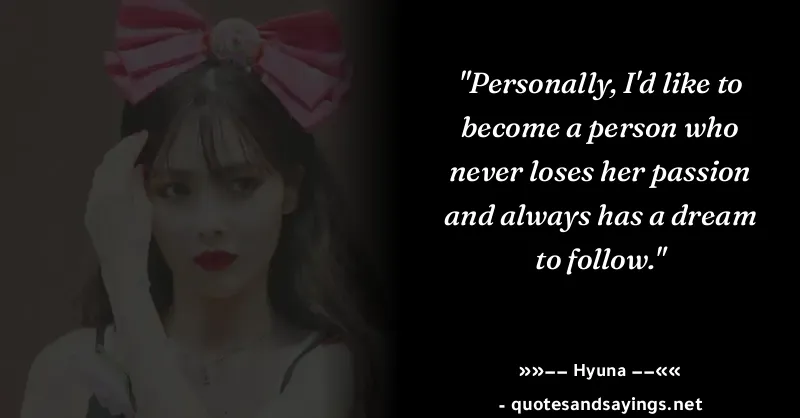 "Personally, I'd like to
become a person who
never loses her passion
and always has a dream
to follow."
»»−− Hyuna −−««
- quotesandsayings.net